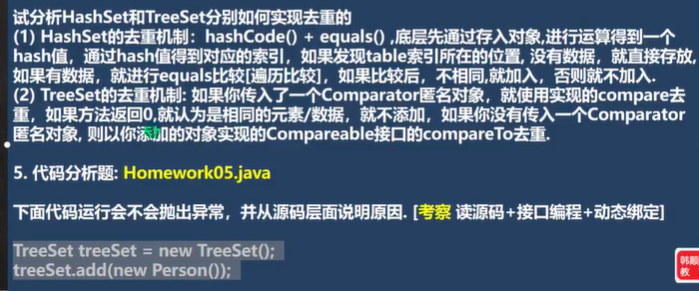 试分析HashSet和TreeSet分别如何实现去重的
(1) HashSet的去重机制：hashCode() + equals() ,底层先通过存入对象,进行运算得到一个
hash值，通过hash值得到对应的索引，如果发现table索引所在的位置, 没有数据，就直接存放,
如果有数据，就进行equals比较[遍历比较]，如果比较后，不相同,就加入，否则就不加入.
(2) TreeSet的去重机制: 如果你传入了一个Comparator匿名对象，就使用实现的compare去
重，如果方法返回0,就认为是相同的元素/数据，就不添加，如果你没有传入一个Comparator
匿名对象, 则以你添加的对象实现的Compareable接口的compareTo去重.
5. 代码分析题: Homework05.java
下面代码运行会不会抛出异常，并从源码层面说明原因. [考察 读源码+接口编程+动态绑定]
TreeSet treeSet = new TreeSet();
treeSet.add(new Person());
韩顺
教